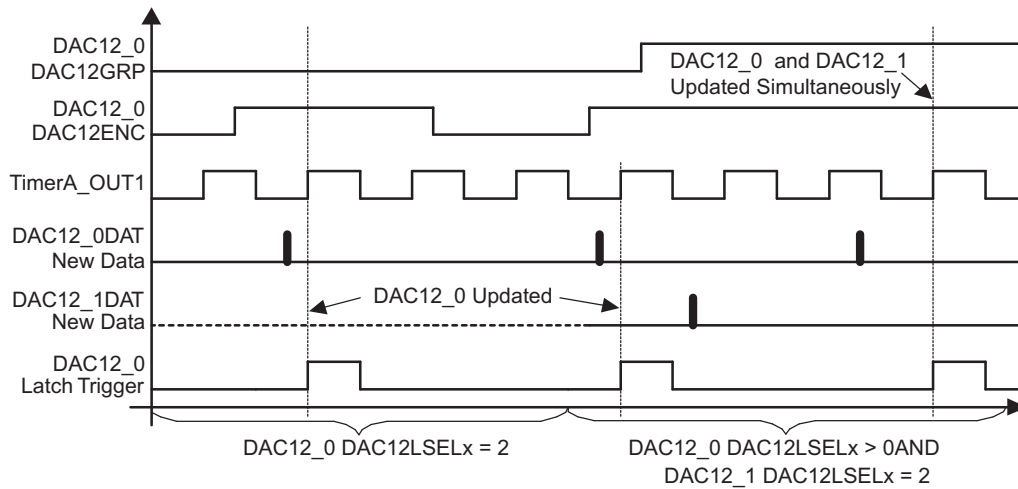 DAC12_0
DAC12GRP
DAC12_0 and DAC12_1
Updated Simultaneously
DAC12_0
DAC12ENC
TimerA_OUT1
DAC12_0DAT
New Data
DAC12_1DAT
New Data
DAC12_0 Updated
DAC12_0
Latch Trigger
DAC12_0 DAC12LSELx = 2
DAC12_0 DAC12LSELx > 0AND
DAC12_1 DAC12LSELx = 2